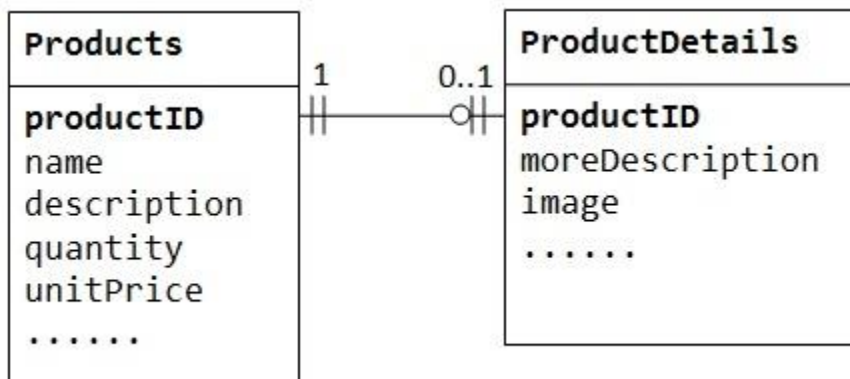 Products
productID
name
description
quantity
unitPrice
......
1
0..1
ProductDetails
productID
moreDescription
image
......